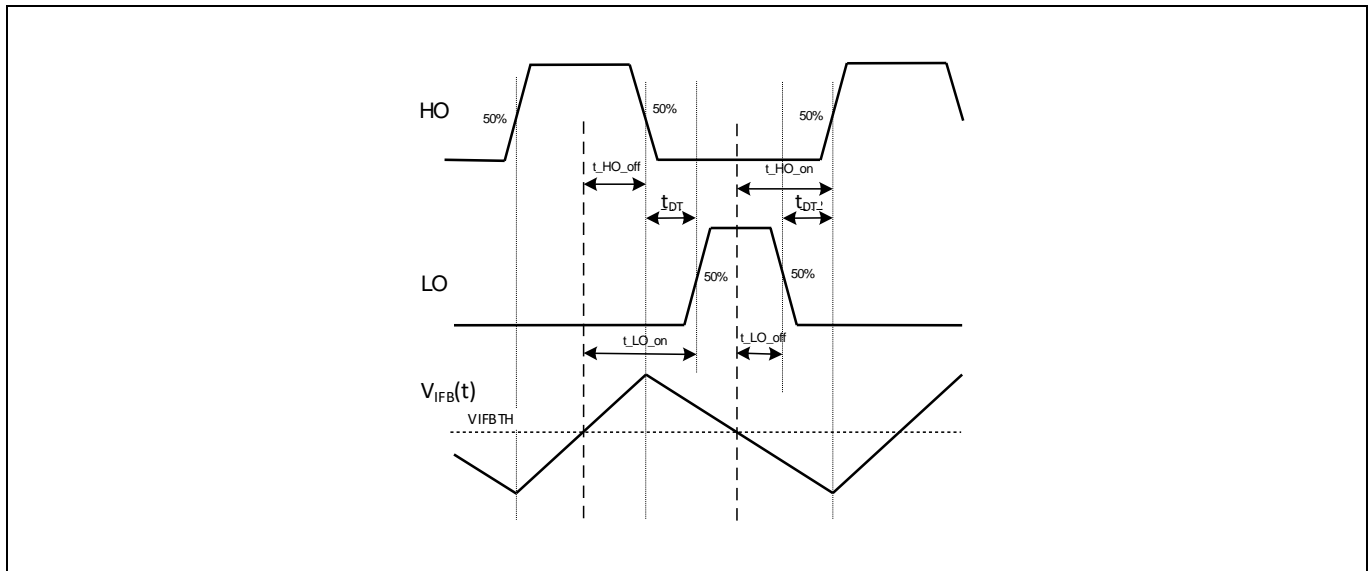 HO
50%
50%
50%
t_HO_off
t_HO_on
tDT
tDT
LO
50%
50%
t_LO_on
t_LO_off
VIFB(t)
VIFBTH